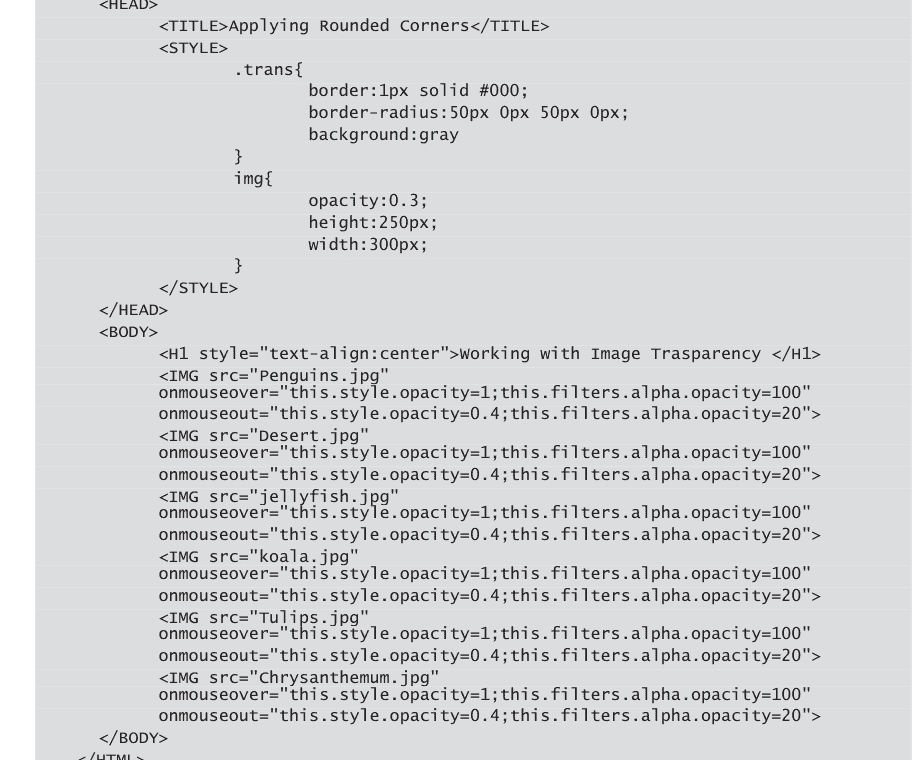 <HEAD>
<TITLE>Applying Rounded Corners</TITLE>
<STYLE>
.trans{
border:1px solid #000;
border-radius:50px 0px 50px 0px;
background:gray
}
img{
opacity:0.3;
height:250px;
width:300px;
}
</STYLE>
</HEAD>
<BODY>
<H1 style="text-align:center">Working with Image Trasparency </H1>
<IMG src="Penguins.jpg"
onmouseover="this.style.opacity=1;this.filters.alpha.opacity=100"
onmouseout="this.style.opacity=0.4;this.filters.alpha.opacity=20">
<IMG src="Desert.jpg"
onmouseover="this.style.opacity=1;this.filters.alpha.opacity=100"
onmouseout="this.style.opacity=0.4;this.filters.alpha.opacity=20">
<IMG src="jellyfish.jpg"
onmouseover="this.style.opacity=1;this.filters.alpha.opacity=100"
onmouseout="this.style.opacity=0.4;this.filters.alpha.opacity=20">
<IMG src="koala.jpg"
onmouseover="this.style.opacity=1;this.filters.alpha.opacity=100"
onmouseout="this.style.opacity=0.4;this.filters.alpha.opacity=20">
<IMG src="Tulips.jpg"
onmouseover="this.style.opacity=1;this.filters.alpha.opacity=100"
onmouseout="this.style.opacity=0.4;this.filters.alpha.opacity=20">
<IMG src="Chrysanthemum.jpg"
onmouseover="this.style.opacity=1;this.filters.alpha.opacity=100"
onmouseout="this.style.opacity=0.4;this.filters.alpha.opacity=20">
</BODY>
</HTML>